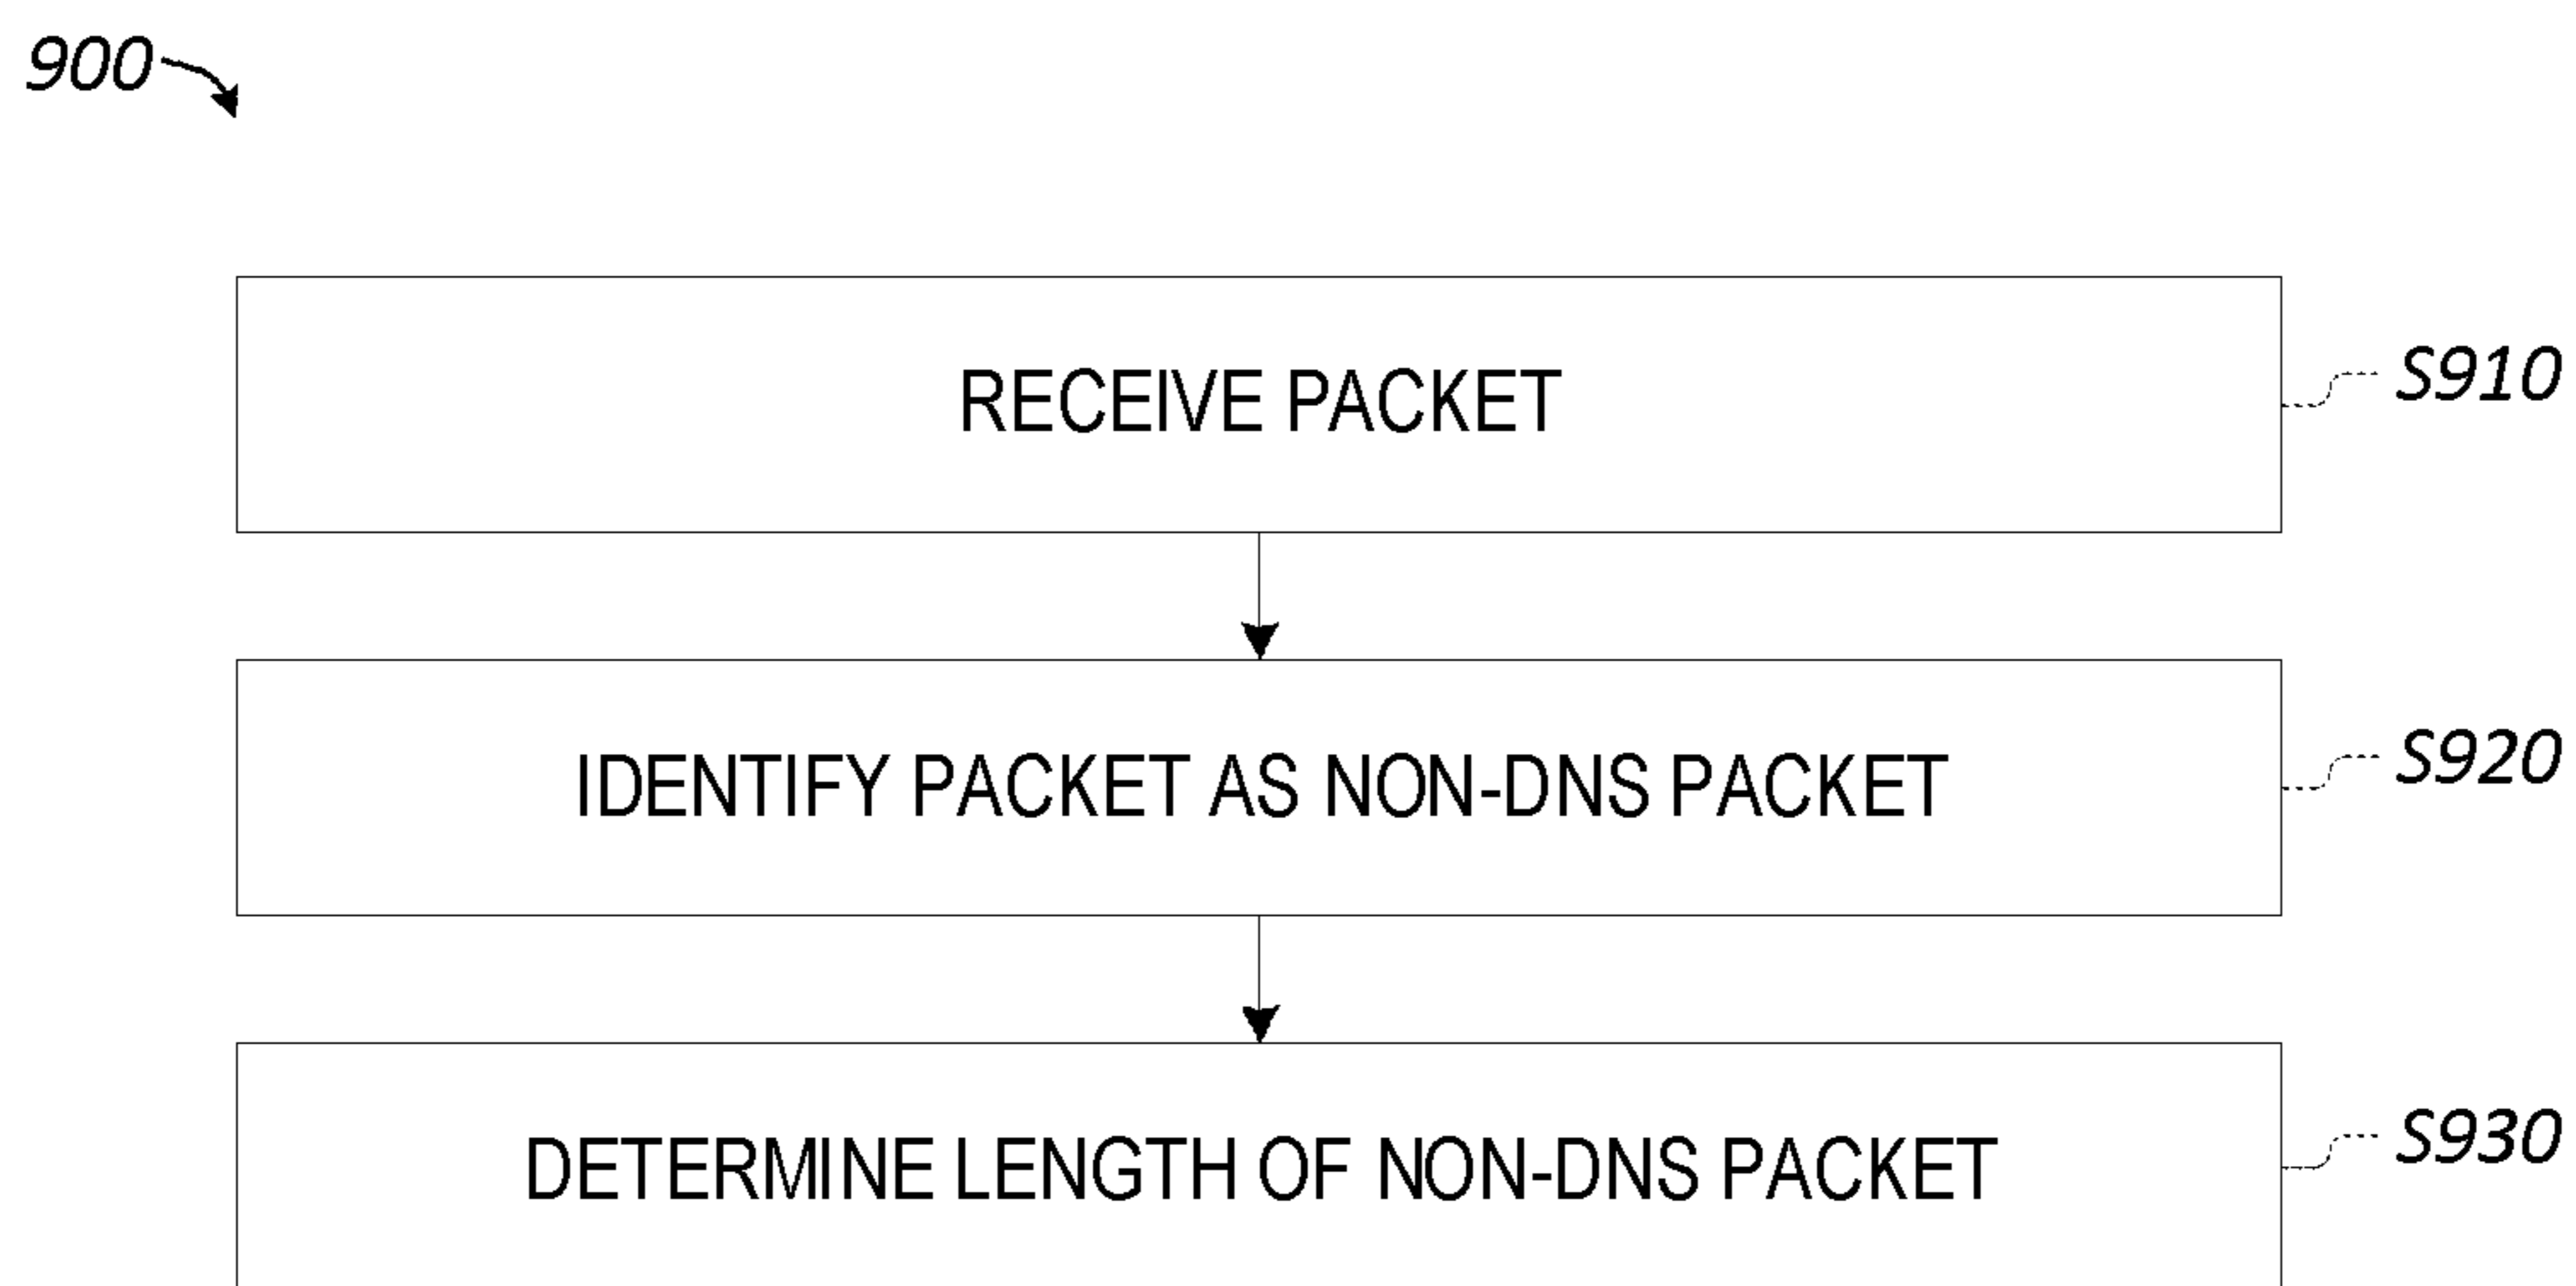 900
RECEIVE PACKET
S910
IDENTIFY PACKET AS NON-DNS PACKET
S920
DETERMINE LENGTH OF NON-DNS PACKET
S930